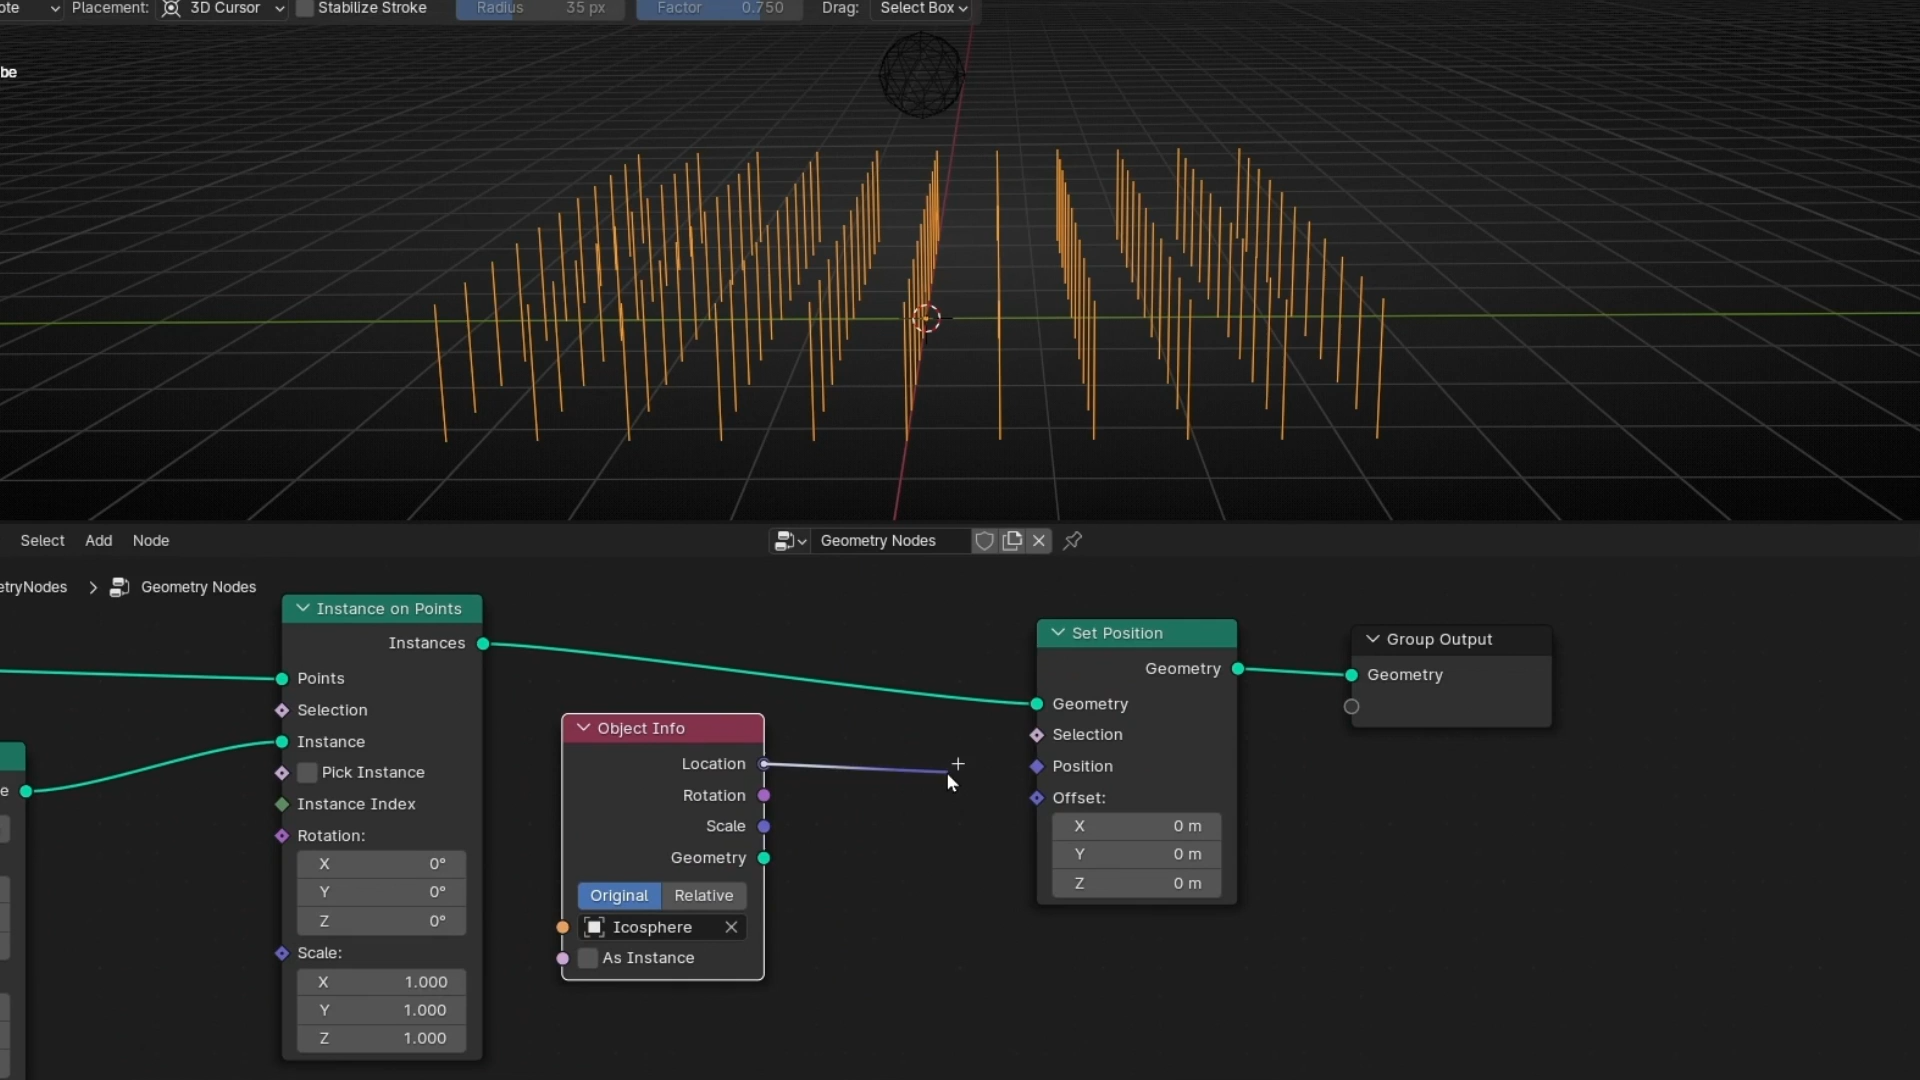 ote Placement: 3D Cursor Stabilize Stroke Radius 35 px Factor 0.750 Drag: Select Box
be
Select Add Node Geometry Nodes
etryNodes > Geometry Nodes
Instance on Points
Instances
Points
Selection
Instance
Pick Instance
Instance Index
Rotation:
X 0°
Y 0°
Z 0°
Scale:
X 1.000
Y 1.000
Z 1.000
e
Object Info
Location
Rotation
Scale
Geometry
Original Relative
Icosphere
As Instance
Set Position
Geometry
Geometry
Selection
Position
Offset:
X 0 m
Y 0 m
Z 0 m
Group Output
Geometry